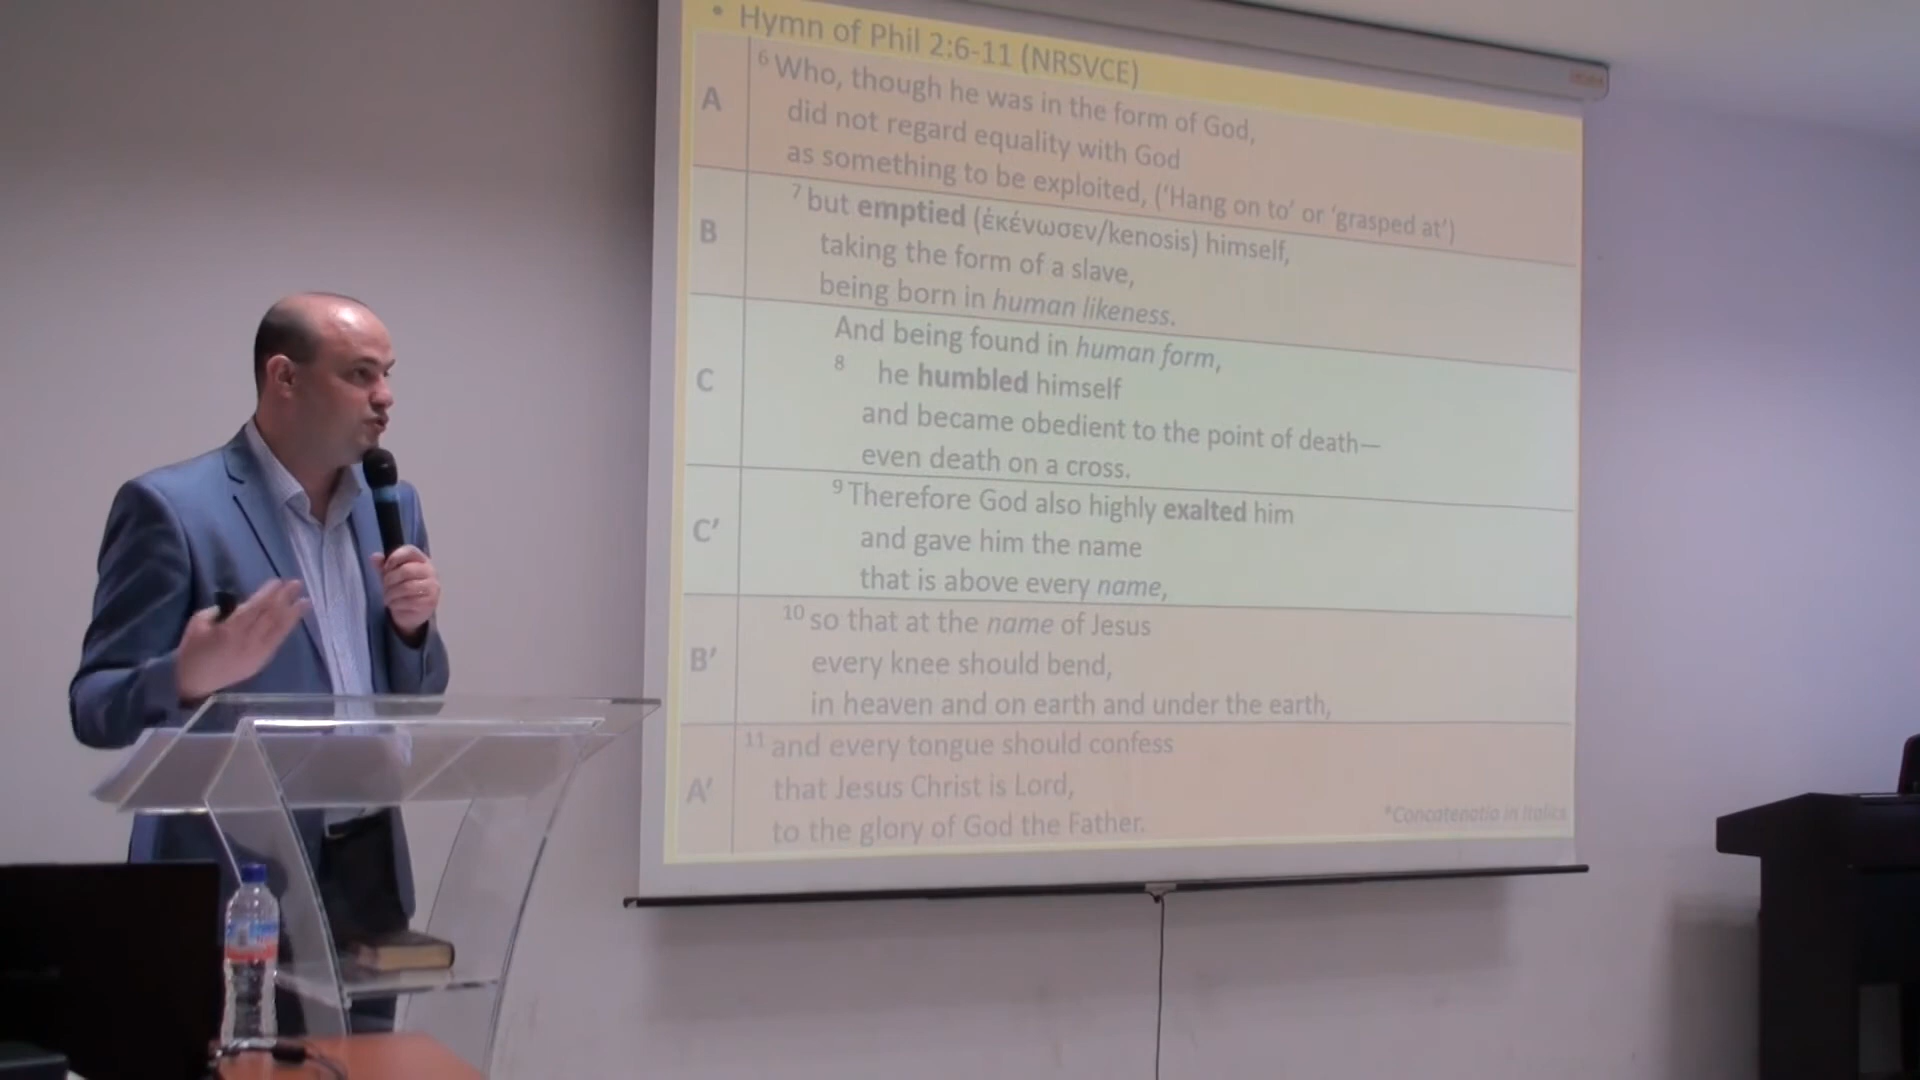 • Hymn of Phil 2:6-11 (NRSVCE)
A
6 Who, though he was in the form of God,
did not regard equality with God
as something to be exploited, (‘Hang on to’ or ‘grasped at’)
B
7 but emptied (ἐκένωσεν/kenosis) himself,
taking the form of a slave,
being born in human likeness.
C
And being found in human form,
8 he humbled himself
and became obedient to the point of death—
even death on a cross.
C’
9 Therefore God also highly exalted him
and gave him the name
that is above every name,
B’
10 so that at the name of Jesus
every knee should bend,
in heaven and on earth and under the earth,
A’
11 and every tongue should confess
that Jesus Christ is Lord,
to the glory of God the Father.
*Concatenatio in Italics